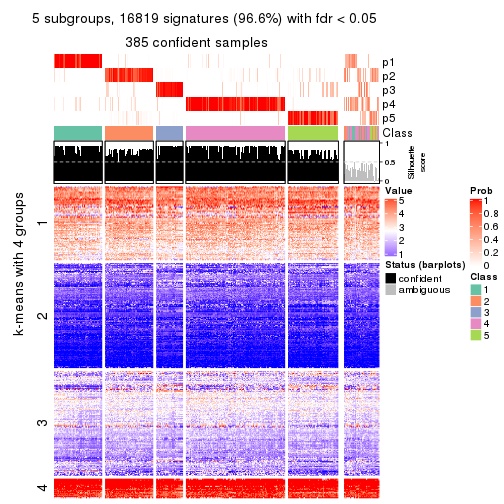 5 subgroups, 16819 signatures (96.6%) with fdr < 0.05
385 confident samples
p1
p2
p3
p4
p5
Class
1
0.5
0
Silhouette
score
k-means with 4 groups
1
2
3
4
Value
5
4
3
2
1
Status (barplots)
confident
ambiguous
Prob
1
0.8
0.6
0.4
0.2
0
Class
1
2
3
4
5